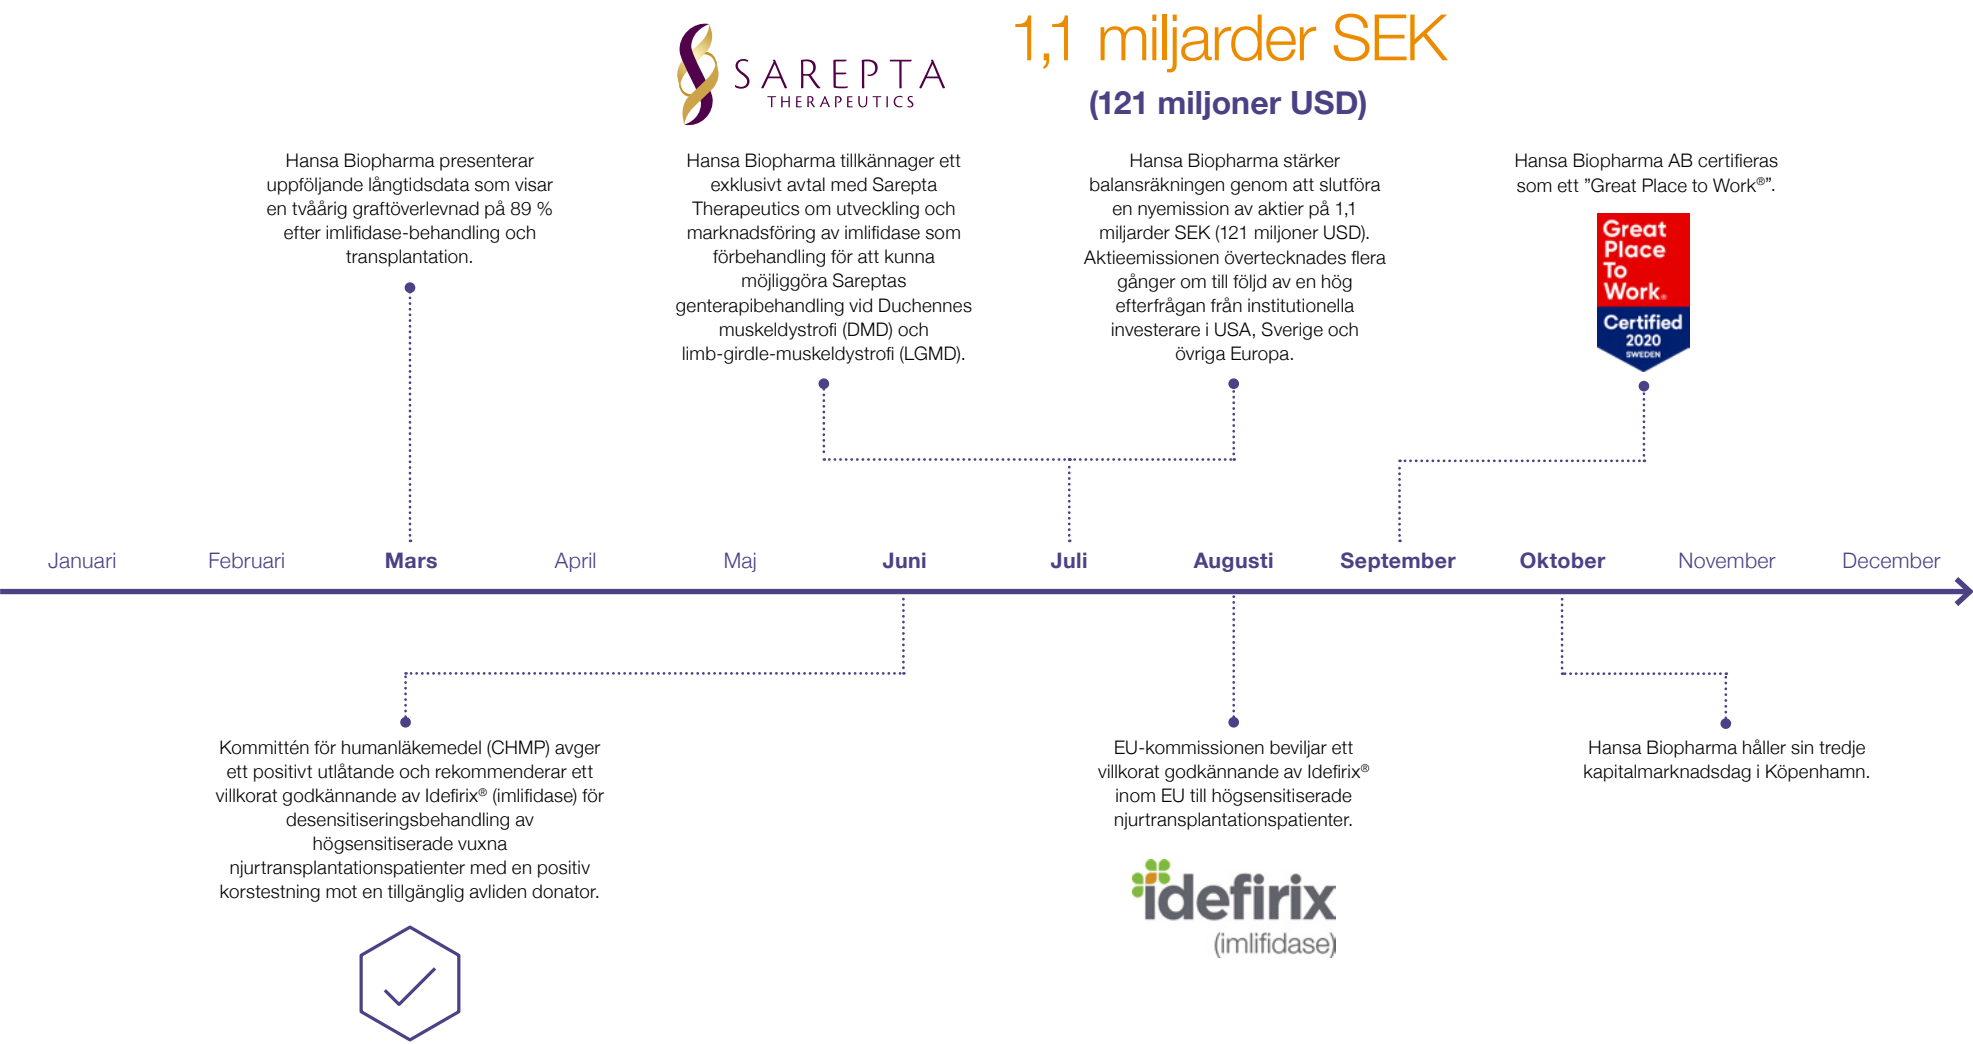 SAREPTA
THERAPEUTICS
1,1 miljarder SEK
(121 miljoner USD)
Hansa Biopharma presenterar
uppföljande långtidsdata som visar
en tvåårig graftöverlevnad på 89 %
efter imlifidase-behandling och
transplantation.
Hansa Biopharma tillkännager ett
exklusivt avtal med Sarepta
Therapeutics om utveckling och
marknadsföring av imlifidase som
förbehandling för att kunna
möjliggöra Sareptas
genterapibehandling vid Duchennes
muskeldystrofi (DMD) och
limb-girdle-muskeldystrofi (LGMD).
Hansa Biopharma stärker
balansräkningen genom att slutföra
en nyemission av aktier på 1,1
miljarder SEK (121 miljoner USD).
Aktieemissionen övertecknades flera
gånger om till följd av en hög
efterfrågan från institutionella
investerare i USA, Sverige och
övriga Europa.
Hansa Biopharma AB certifieras
som ett ”Great Place to Work®”.
Great
Place
To
Work.
Certified
2020
SWEDEN
Januari Februari Mars April Maj Juni Juli Augusti September Oktober November December
Kommittén för humanläkemedel (CHMP) avger
ett positivt utlåtande och rekommenderar ett
villkorat godkännande av Idefirix® (imlifidase) för
desensitiseringsbehandling av
högsensitiserade vuxna
njurtransplantationspatienter med en positiv
korstestning mot en tillgänglig avliden donator.
EU-kommissionen beviljar ett
villkorat godkännande av Idefirix®
inom EU till högsensitiserade
njurtransplantationspatienter.
idefirix
(imlifidase)
Hansa Biopharma håller sin tredje
kapitalmarknadsdag i Köpenhamn.